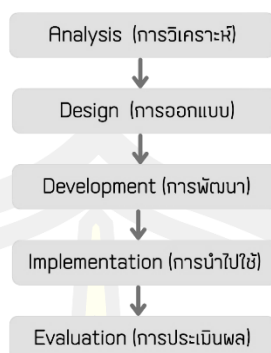 Analysis (การวิเคราะห์)
Design (การออกแบบ)
Development (การพัฒนา)
Implementation (การนำไปใช้)
Evaluation (การประเมินผล)